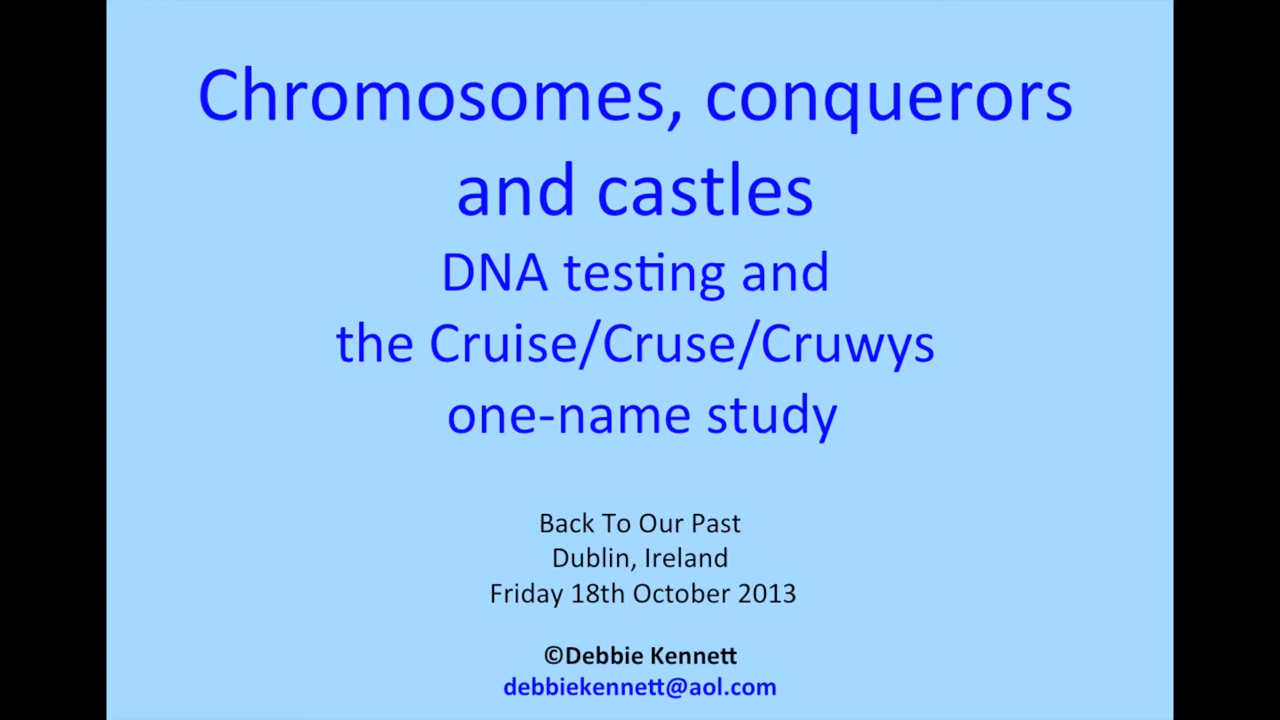 Chromosomes, conquerors
and castles
DNA testing and
the Cruise/Cruse/Cruwys
one-name study
Back To Our Past
Dublin, Ireland
Friday 18th October 2013
©Debbie Kennett
debbiekennett@aol.com